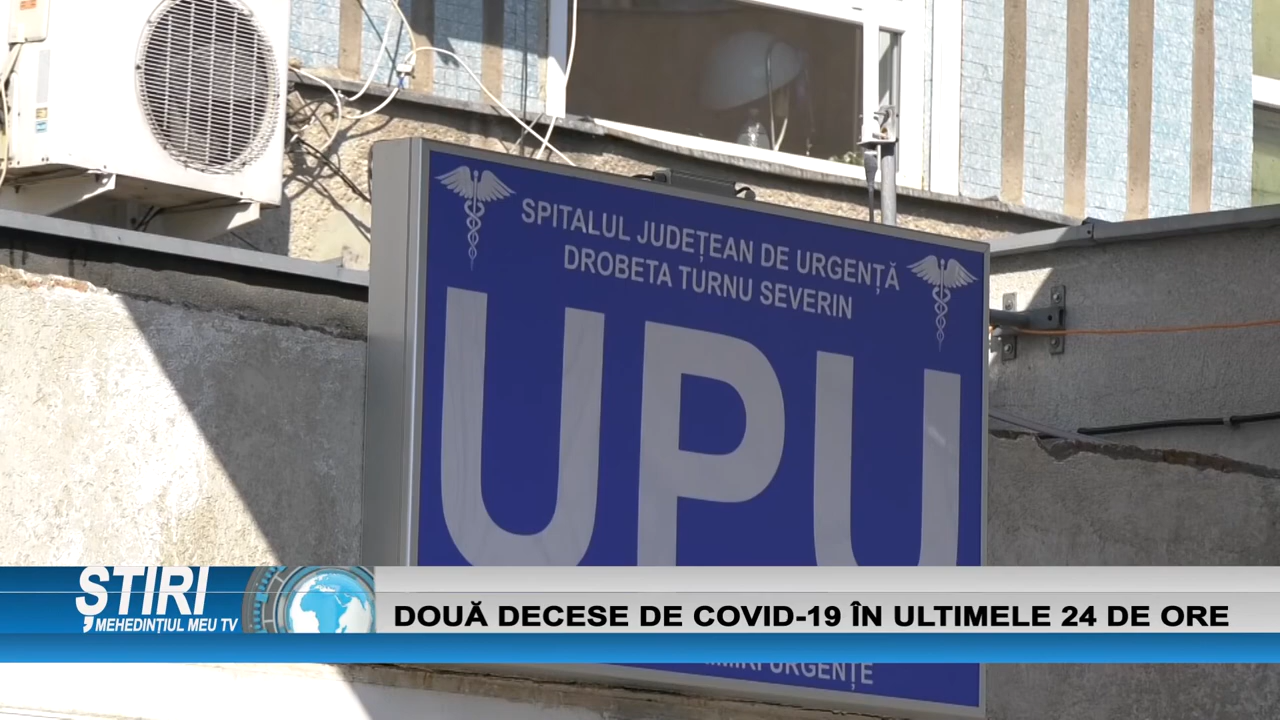 SPITALUL JUDEȚEAN DE URGENȚĂ
DROBETA TURNU SEVERIN
UPU
ȘTIRI
MEHEDINȚIUL MEU TV
DOUĂ DECESE DE COVID-19 ÎN ULTIMELE 24 DE ORE
URGENȚE